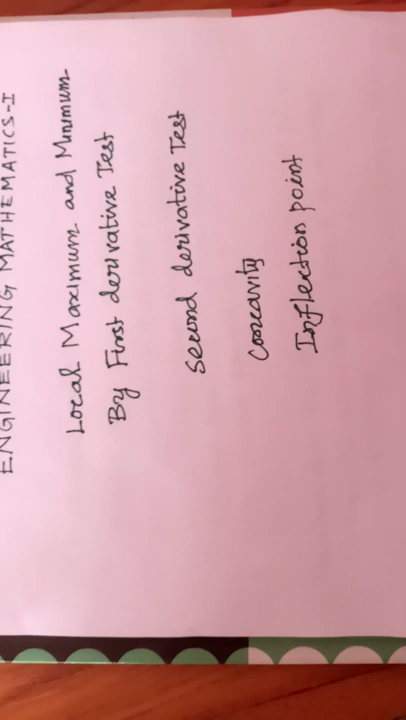 ENGINEERING MATHEMATICS-I
Local Maximum and Minimum
By First derivative Test
Second derivative Test
Concavity
Inflection point